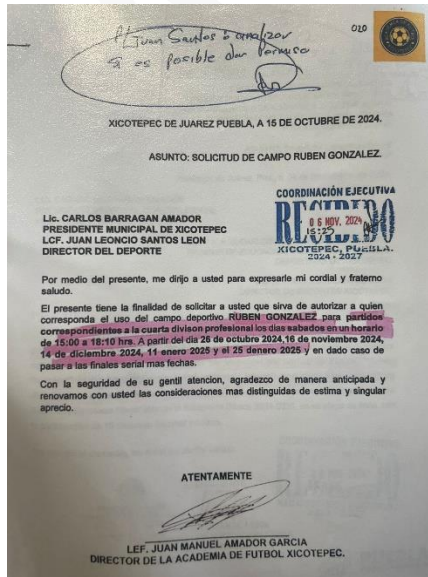 020
Juan Santos analizar
si es posible dar permiso
XICOTEPEC DE JUAREZ PUEBLA, A 15 DE OCTUBRE DE 2024.
ASUNTO: SOLICITUD DE CAMPO RUBEN GONZALEZ.
COORDINACIÓN EJECUTIVA
RECIBIDO
06 NOV. 2024
15:25
XICOTEPEC, PUEBLA.
2024 - 2027
Lic. CARLOS BARRAGAN AMADOR
PRESIDENTE MUNICIPAL DE XICOTEPEC
LCF. JUAN LEONCIO SANTOS LEON
DIRECTOR DEL DEPORTE
Por medio del presente, me dirijo a usted para expresarle mi cordial y fraterno
saludo.
El presente tiene la finalidad de solicitar a usted que sirva de autorizar a quien
corresponda el uso del campo deportivo RUBEN GONZALEZ para partidos
correspondientes a la cuarta divison profesional los dias sabados en un horario
de 15:00 a 18:10 hrs. A partir del dia 26 de octubre 2024,16 de noviembre 2024,
14 de diciembre 2024, 11 enero 2025 y el 25 denero 2025 y en dado caso de
pasar a las finales serial mas fechas.
Con la seguridad de su gentil atencion, agradezco de manera anticipada y
renovamos con usted las consideraciones mas distinguidas de estima y singular
aprecio.
ATENTAMENTE
LEF. JUAN MANUEL AMADOR GARCIA
DIRECTOR DE LA ACADEMIA DE FUTBOL XICOTEPEC.